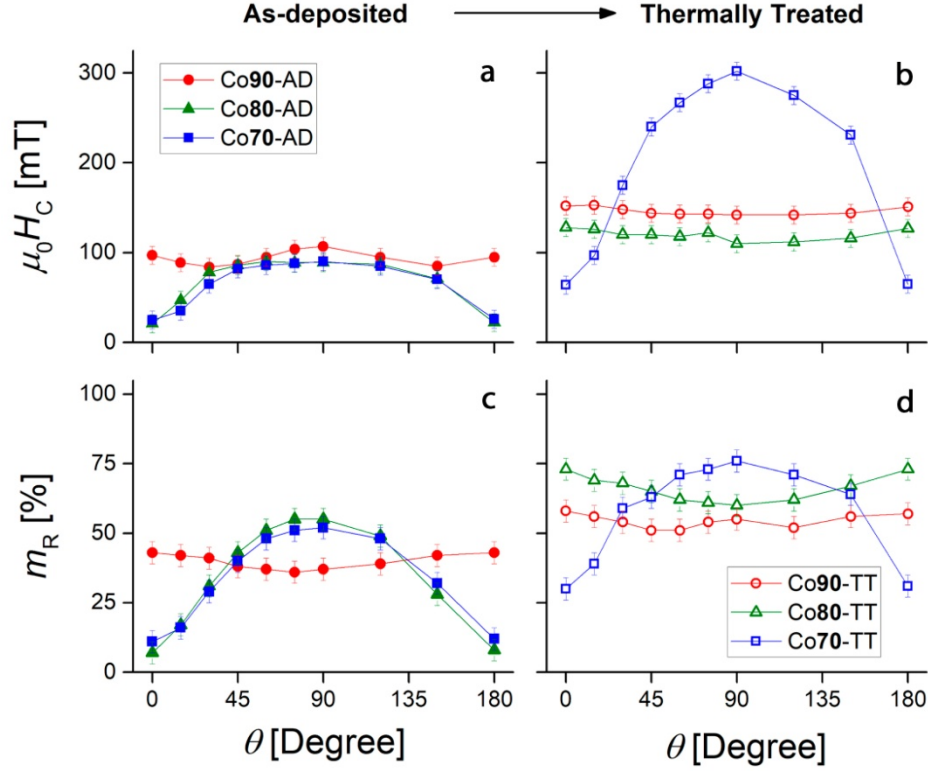 As-deposited
Thermally Treated
a
b
Co90-AD
Co80-AD
Co70-AD
300
200
100
0
μ₀H_C [mT]
c
d
100
75
50
25
0
m_R [%]
Co90-TT
Co80-TT
Co70-TT
0 45 90 135 180
0 45 90 135 180
θ [Degree]
θ [Degree]